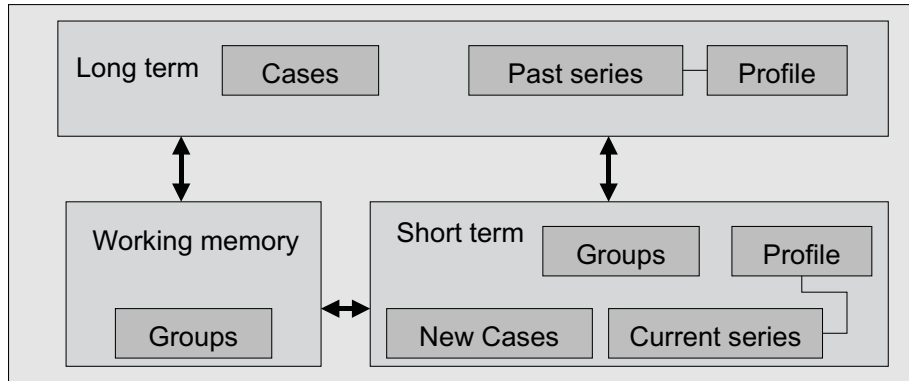 Long term
Cases
Past series
Profile
Working memory
Groups
Short term
Groups
Profile
New Cases
Current series